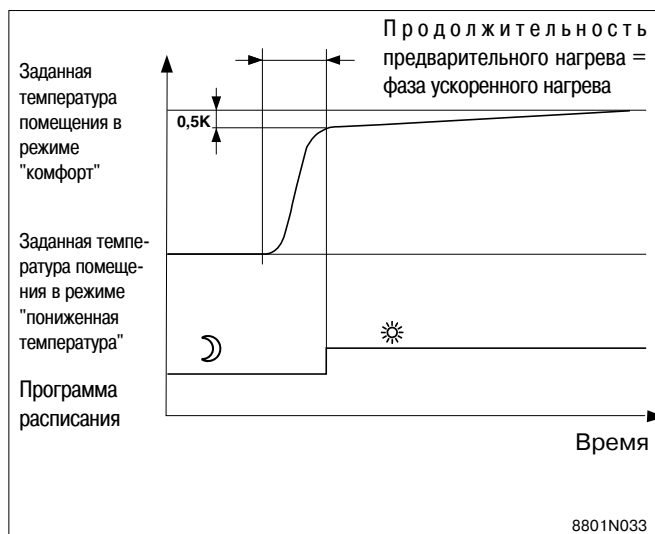 Продолжительность
предварительного нагрева =
фаза ускоренного нагрева
Заданная
температура
помещения в
режиме
"комфорт"
0,5K
Заданная темпе-
ратура помеще-
ния в режиме
"пониженная
температура"
Программа
расписания
Время
8801N033